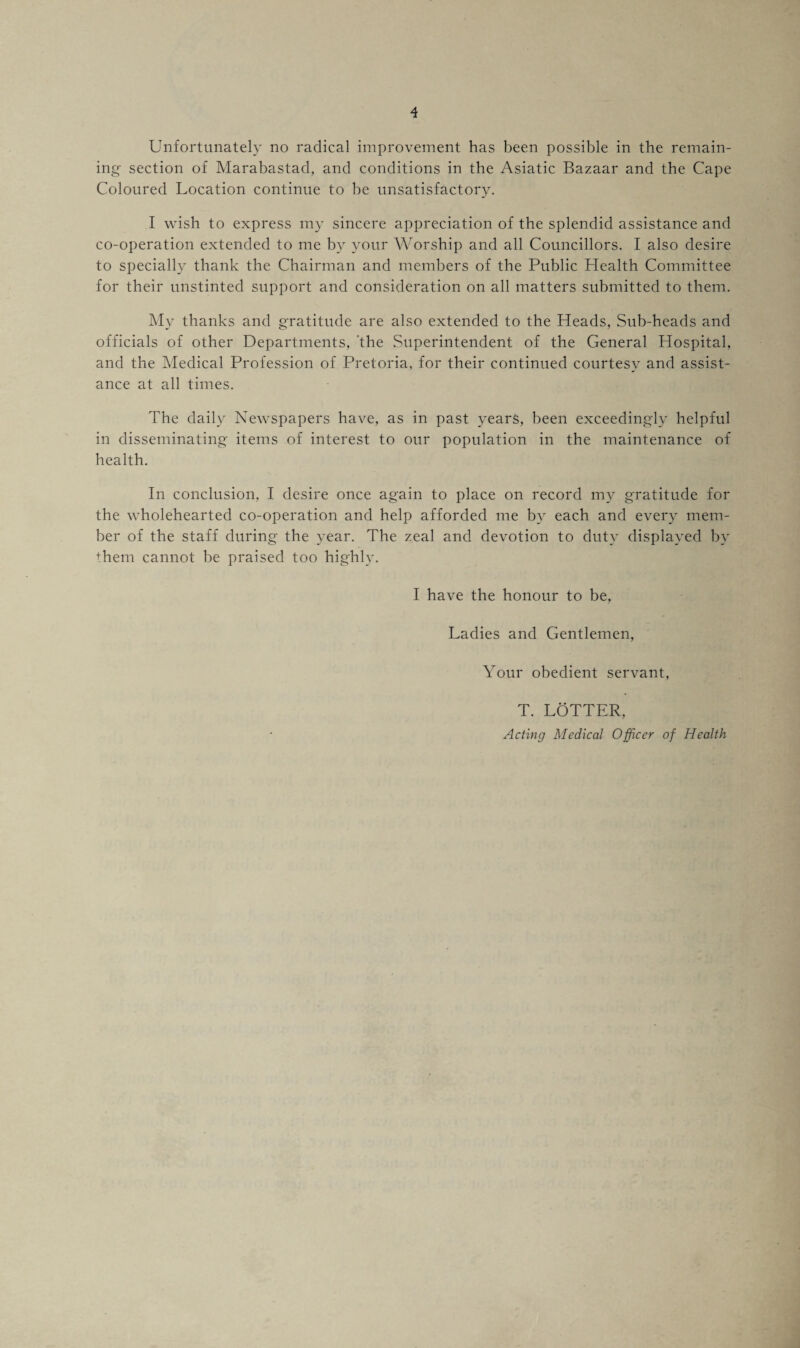 4
Unfortunately no radical improvement has been possible in the remain-
ing section of Marabastad, and conditions in the Asiatic Bazaar and the Cape
Coloured Location continue to be unsatisfactory.
I wish to express my sincere appreciation of the splendid assistance and
co-operation extended to me by your Worship and all Councillors. I also desire
to specially thank the Chairman and members of the Public Health Committee
for their unstinted support and consideration on all matters submitted to them.
My thanks and gratitude are also extended to the Heads, Sub-heads and
officials of other Departments, the Superintendent of the General Hospital,
and the Medical Profession of Pretoria, for their continued courtesy and assist-
ance at all times.
The daily Newspapers have, as in past years, been exceedingly helpful
in disseminating items of interest to our population in the maintenance of
health.
In conclusion, I desire once again to place on record my gratitude for
the wholehearted co-operation and help afforded me by each and every mem-
ber of the staff during the year. The zeal and devotion to duty displayed by
them cannot be praised too highly.
I have the honour to be,
Ladies and Gentlemen,
Your obedient servant,
T. LÖTTER,
Acting Medical Officer of Health